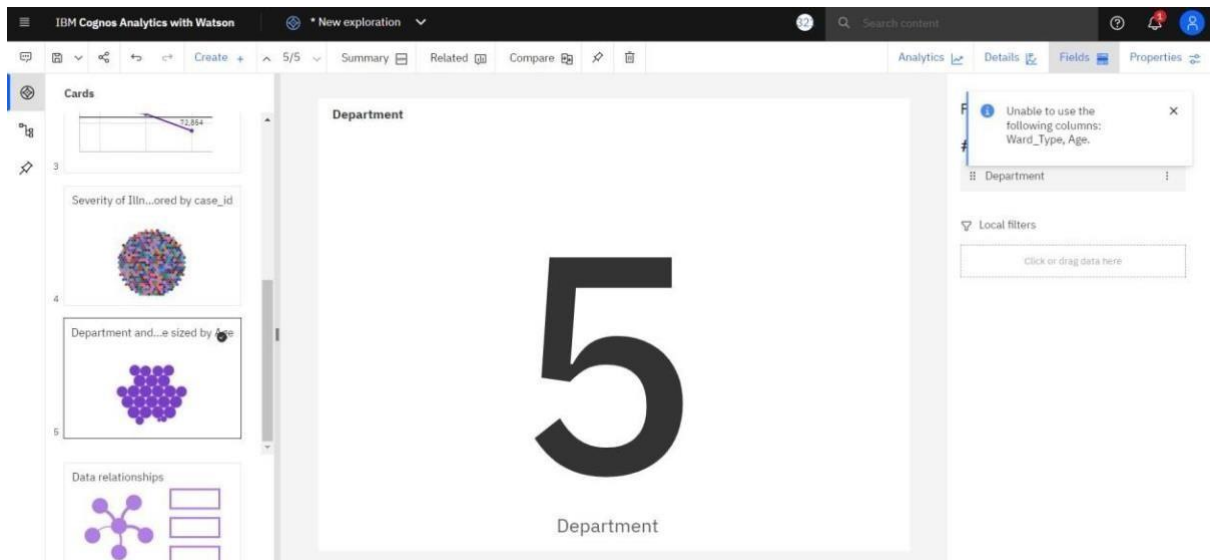 IBM Cognos Analytics with Watson
* New exploration
32
Search content
1
Create +
5/5
Summary
Related
Compare
Analytics
Details
Fields
Properties
Cards
72,864
3
Severity of Illn...ored by case_id
4
Department and...e sized by Age
5
Data relationships
Department
5
Department
Unable to use the
following columns:
Ward_Type, Age.
F
#
Department
Local filters
Click or drag data here